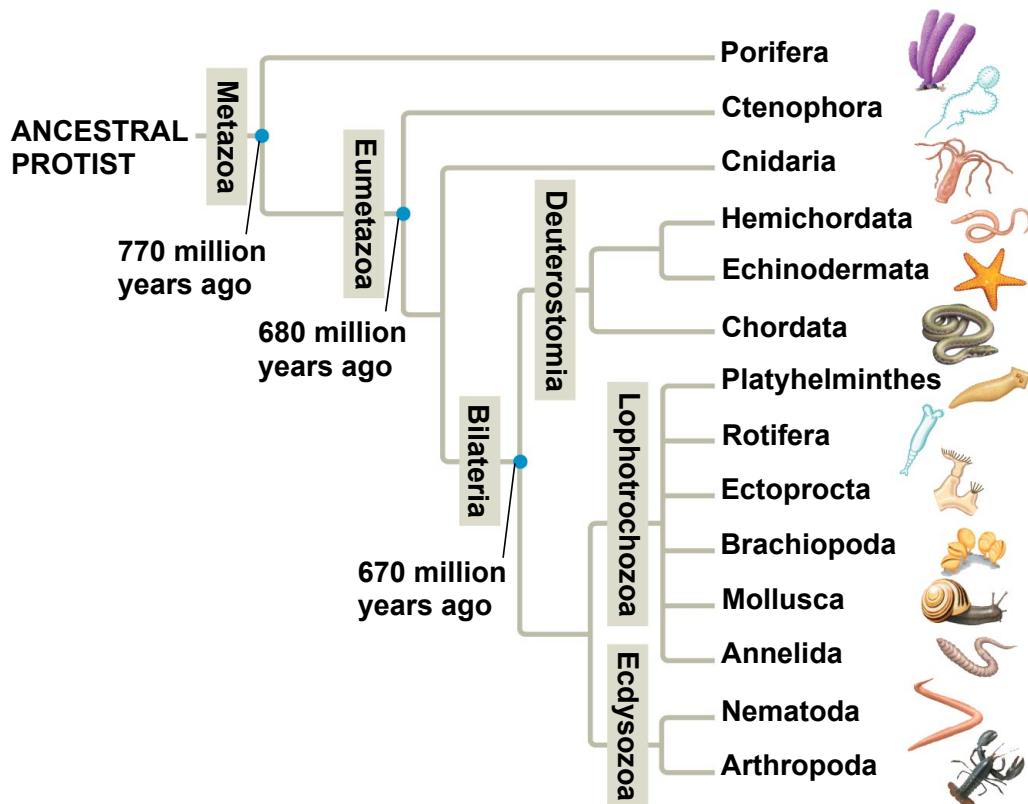 Porifera
Ctenophora
ANCESTRAL
PROTIST
Metazoa
Eumetazoa
Cnidaria
Deuterostomia
Hemichordata
770 million
years ago
Echinodermata
680 million
years ago
Chordata
Bilateria
Lophotrochozoa
Platyhelminthes
Rotifera
Ectoprocta
Brachiopoda
670 million
years ago
Mollusca
Annelida
Ecdysozoa
Nematoda
Arthropoda